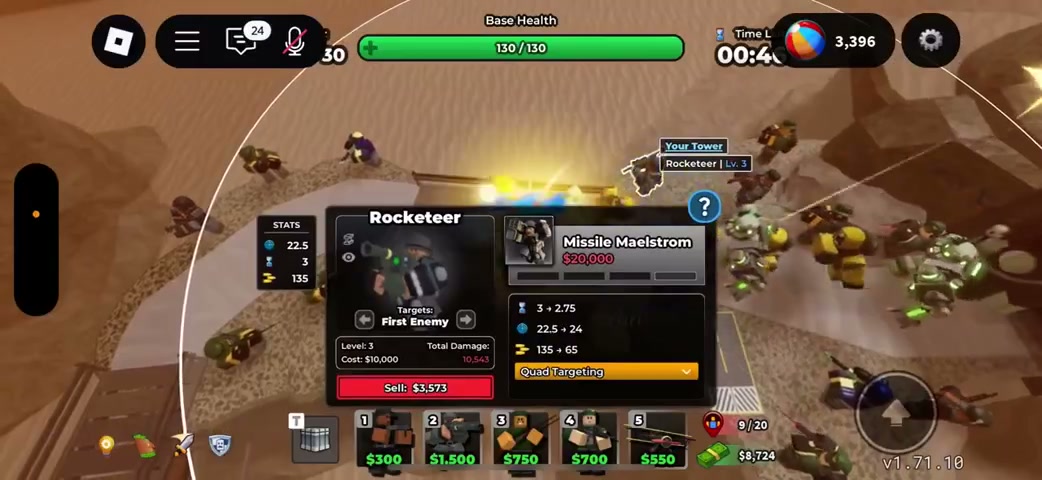 24
30
Base Health
130 / 130
Time L
00:4
3,396
Your Tower
Rocketeer | Lv. 3
STATS
22.5
3
135
Rocketeer
Targets:
First Enemy
Level: 3
Total Damage:
Cost: $10,000
10,543
Sell: $3,573
?
Missile Maelstrom
$20,000
3 → 2.75
22.5 → 24
135 → 65
Quad Targeting
T
1
$300
2
$1,500
3
$750
4
$700
5
$550
9 / 20
$8,724
v1.71.10